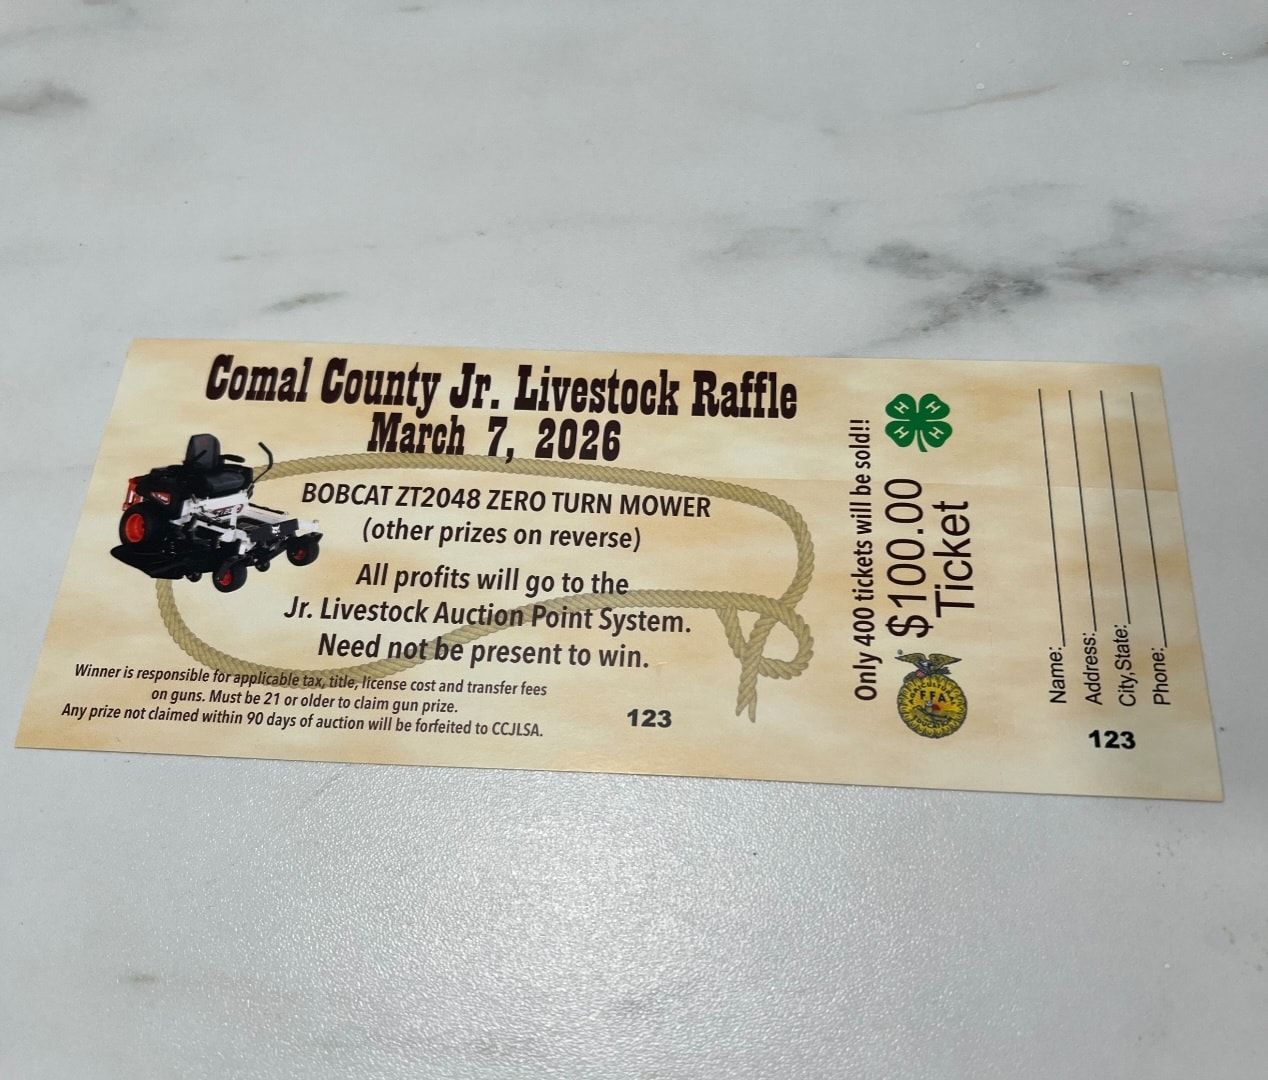 Comal County Jr. Livestock Raffle
March 7, 2026
BOBCAT ZT2048 ZERO TURN MOWER
(other prizes on reverse)
All profits will go to the
Jr. Livestock Auction Point System.
Need not be present to win.
Winner is responsible for applicable tax, title, license cost and transfer fees
on guns. Must be 21 or older to claim gun prize.
Any prize not claimed within 90 days of auction will be forfeited to CCJLSA.
123
Only 400 tickets will be sold!!
$100.00
Ticket
H H
H H
AGRICULTURAL
FFA
EDUCATION
Name:
Address:
City,State:
Phone:
123